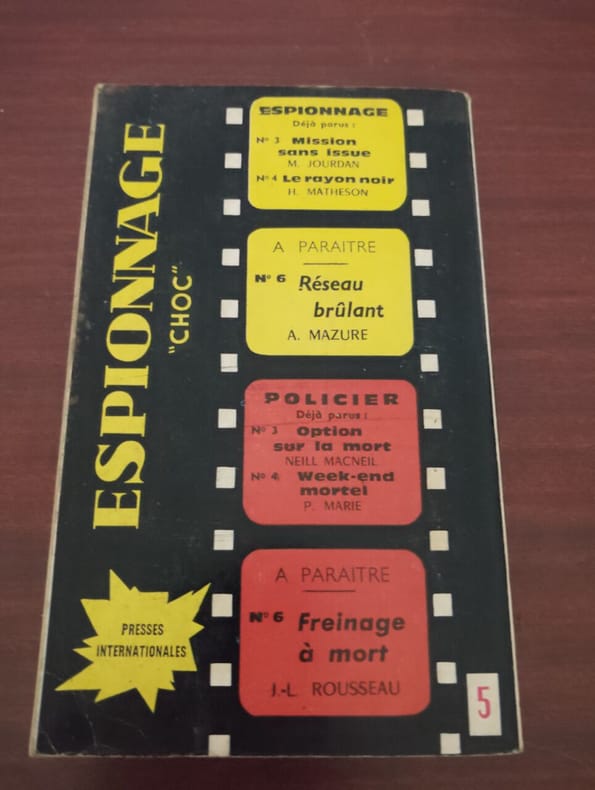 ESPIONNAGE
"CHOC"
PRESSES
INTERNATIONALES
ESPIONNAGE
Déjà parus :
N° 3 Mission
sans issue
M. JOURDAN
N° 4 Le rayon noir
H. MATHESON
A PARAITRE
N° 6 Réseau
brûlant
A. MAZURE
POLICIER
Déjà parus :
N° 3 Option
sur la mort
NEILL MACNEIL
N° 4 Week-end
mortel
P. MARIE
A PARAITRE
N° 6 Freinage
à mort
J.-L. ROUSSEAU
5